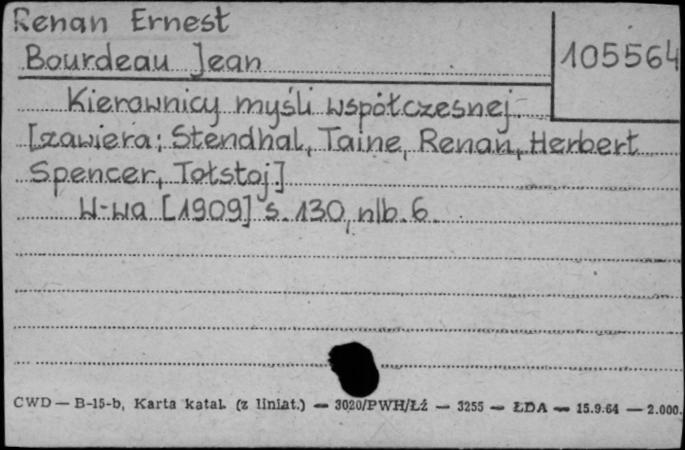 Renan Ernest
Bourdeau Jean
105564
Kierownicy myśli współczesnej
[zawiera: Stendhal, Taine, Renan, Herbert
Spencer, Tołstoj]
W-wa [1909] s. 130, nlb. 6.
CWD — B-15-b, Karta katal. (z liniat.) — 3020/PWH/Łż — 3255 — ŁDA — 15.9.64 — 2.000.